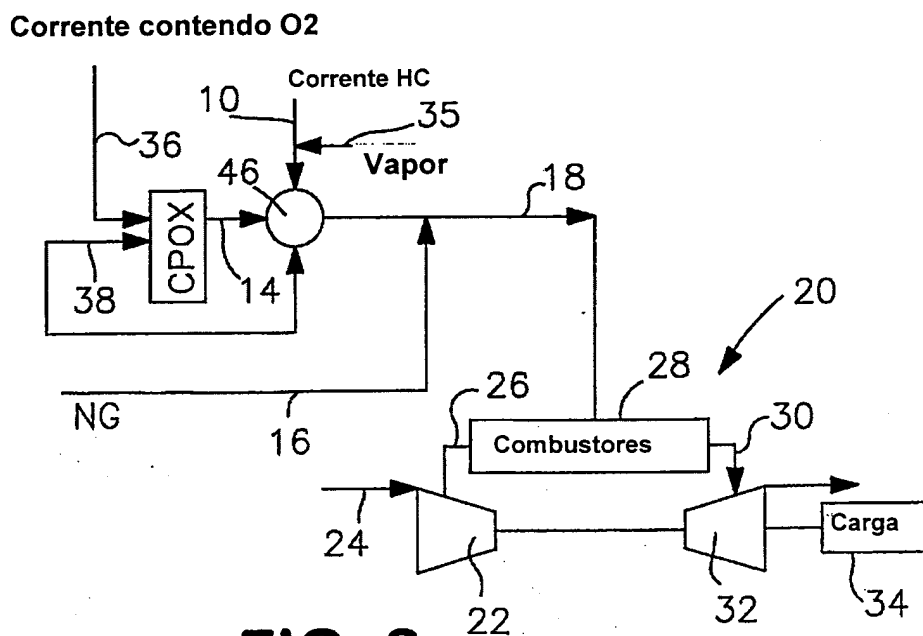 Corrente contendo O2
Corrente HC
10
35
36
Vapor
46
18
CPOX
38
14
20
28
26
30
NG
16
Combustores
24
Carga
22
32
34